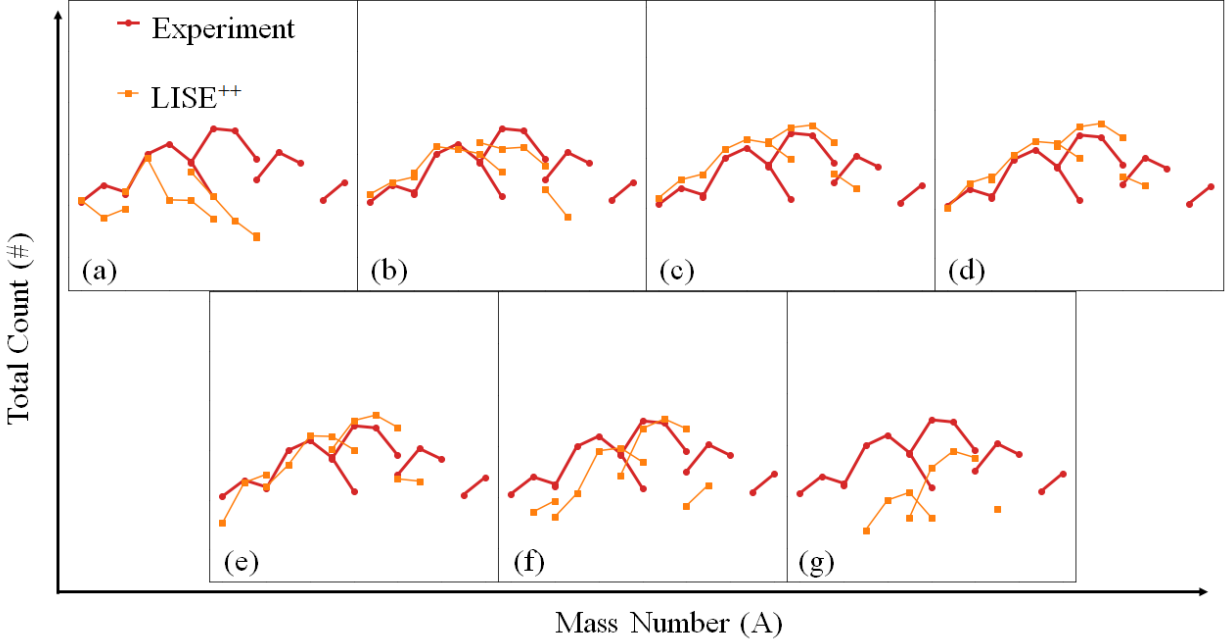 Experiment
LISE++
(a)
(b)
(c)
(d)
(e)
(f)
(g)
Total Count (#)
Mass Number (A)